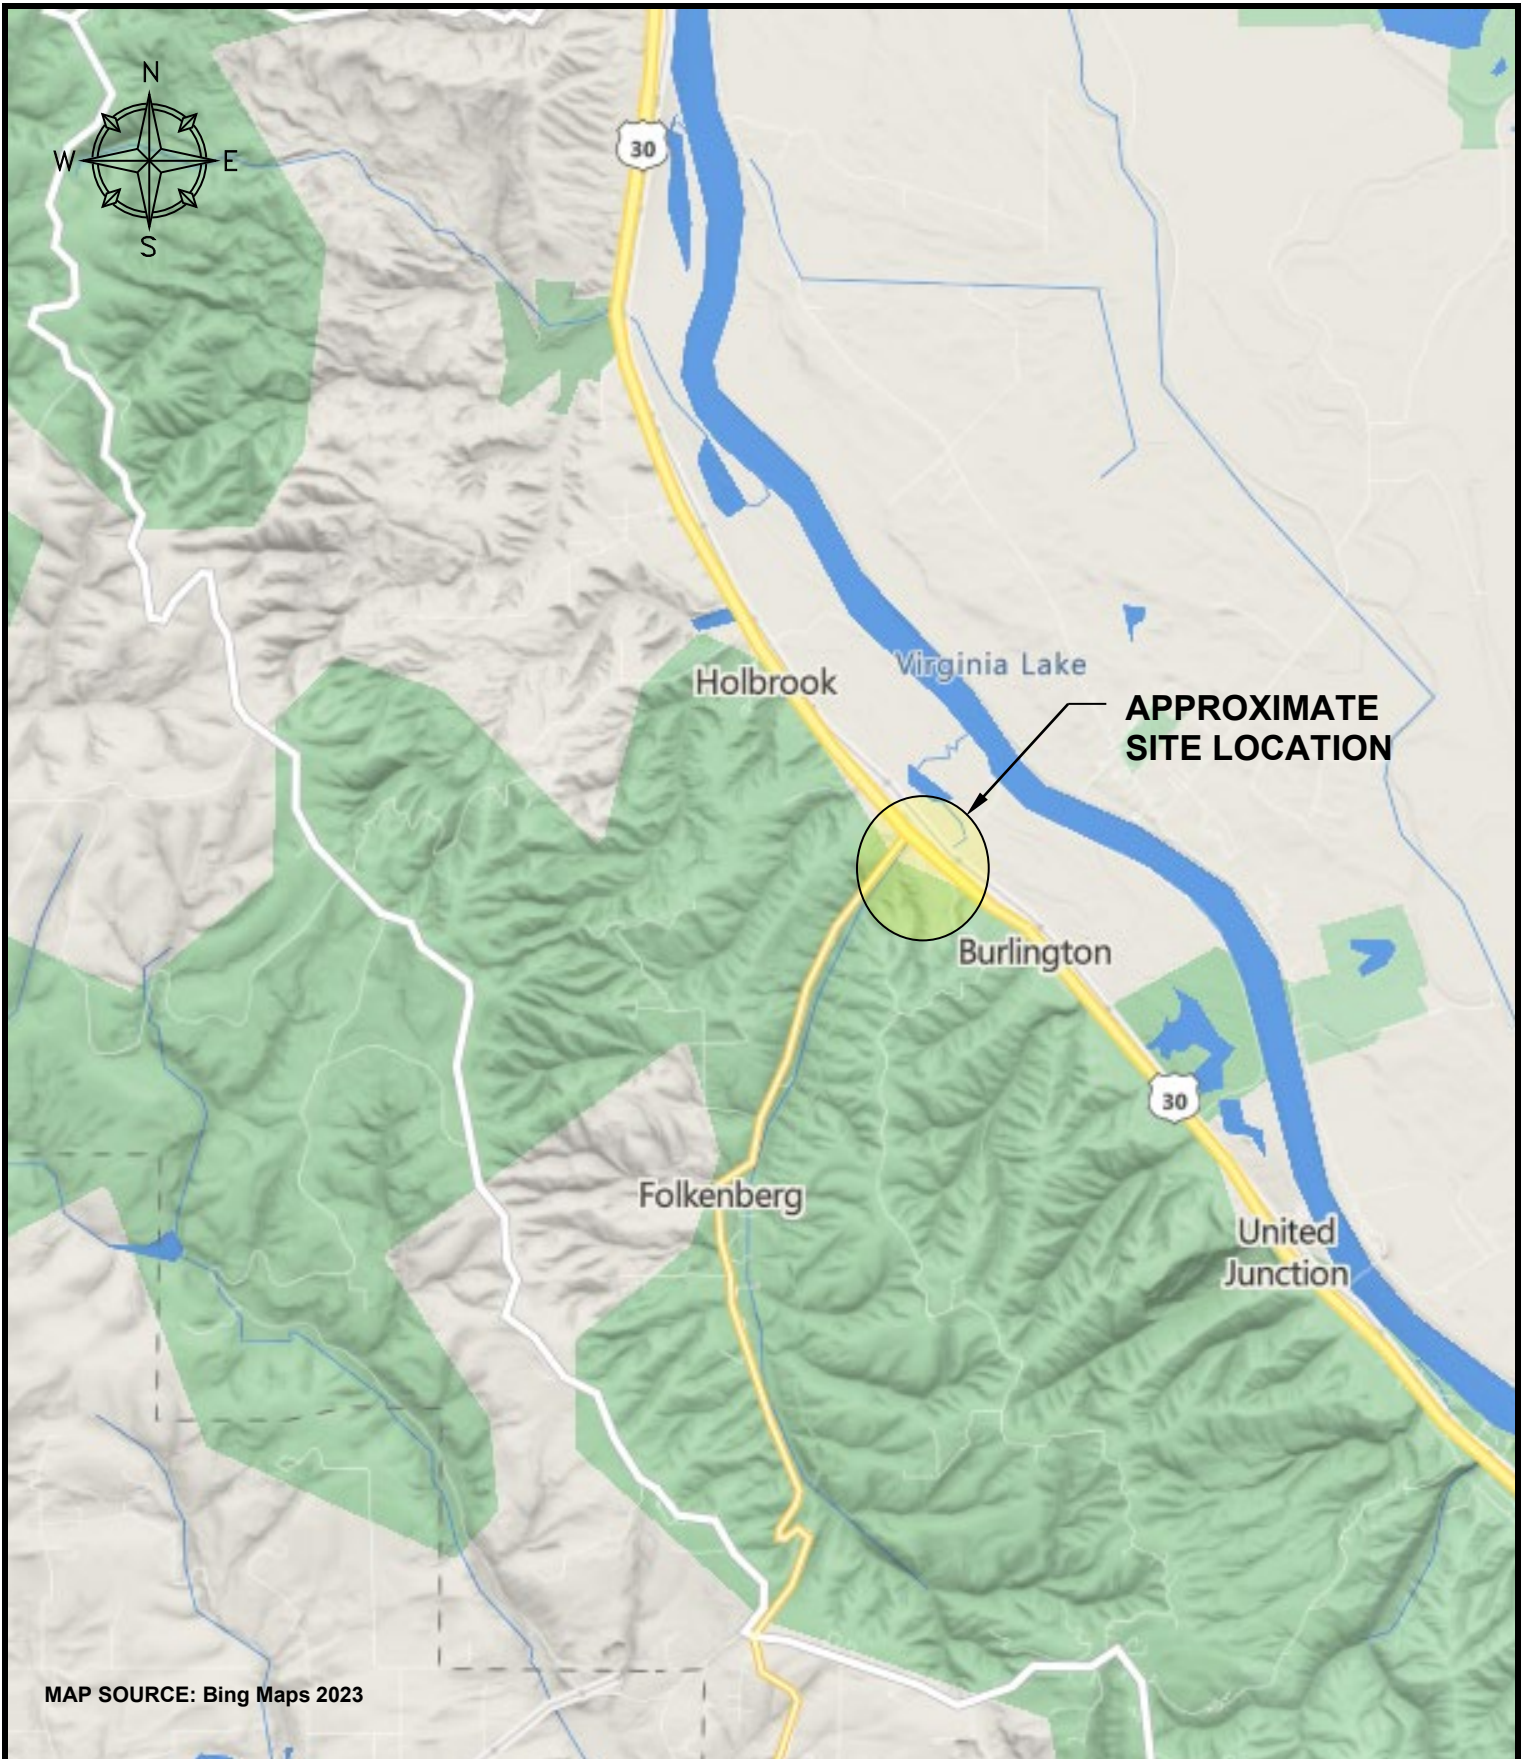 N
W E
S
30
Virginia Lake
Holbrook
APPROXIMATE
SITE LOCATION
Burlington
30
Folkenberg
United
Junction
MAP SOURCE: Bing Maps 2023